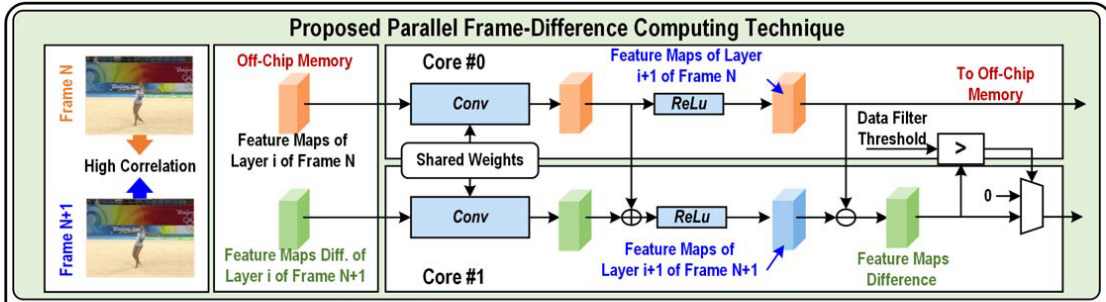 Proposed Parallel Frame-Difference Computing Technique
Frame N
High Correlation
Frame N+1
Off-Chip Memory
Feature Maps of
Layer i of Frame N
Feature Maps Diff. of
Layer i of Frame N+1
Core #0
Conv
Feature Maps of Layer
i+1 of Frame N
ReLu
To Off-Chip
Memory
Data Filter
Threshold
>
Shared Weights
0
Conv
ReLu
Feature Maps of
Layer i+1 of Frame N+1
Feature Maps
Difference
Core #1